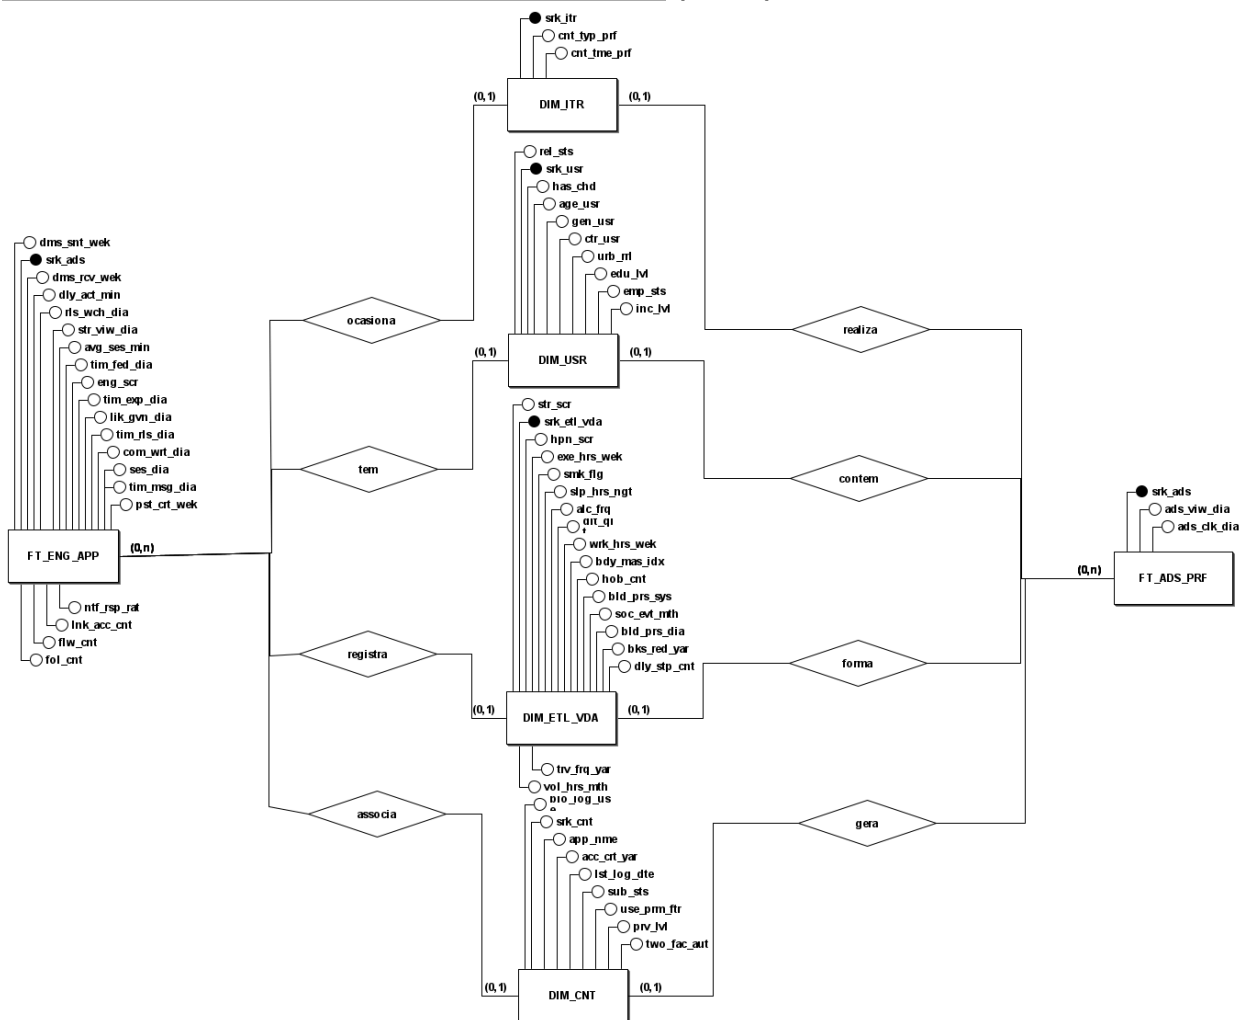 srk_itr
cnt_typ_prf
cnt_tme_prf
(0,1)
DIM_ITR
(0,1)
rel_sts
srk_usr
has_chd
age_usr
gen_usr
ctr_usr
urb_rrl
edu_lvl
emp_sts
inc_lvl
(0,1)
DIM_USR
(0,1)
dms_snt_wek
srk_ads
dms_rcv_wek
dly_act_min
rls_wch_dia
str_viw_dia
avg_ses_min
tim_fed_dia
eng_scr
tim_exp_dia
lik_gvn_dia
tim_rls_dia
com_wrt_dia
ses_dia
tim_msg_dia
pst_crt_wek
FT_ENG_APP
(0,n)
ntf_rsp_rat
lnk_acc_cnt
flw_cnt
fol_cnt
ocasiona
tem
registra
associa
realiza
contem
forma
gera
str_scr
srk_etl_vda
hpn_scr
exe_hrs_wek
smk_flg
slp_hrs_ngt
alc_frq
wrk_hrs_wek
bdy_mas_idx
hob_cnt
bld_prs_sys
soc_evt_mth
bld_prs_dia
bks_red_yar
dly_stp_cnt
(0,1)
DIM_ETL_VDA
(0,1)
trv_frq_yar
vol_hrs_mth
bio_log_us
e
srk_cnt
app_nme
acc_crt_yar
lst_log_dte
sub_sts
use_prm_ftr
prv_lvl
two_fac_aut
(0,1)
DIM_CNT
(0,1)
srk_ads
ads_viw_dia
ads_clk_dia
(0,n)
FT_ADS_PRF